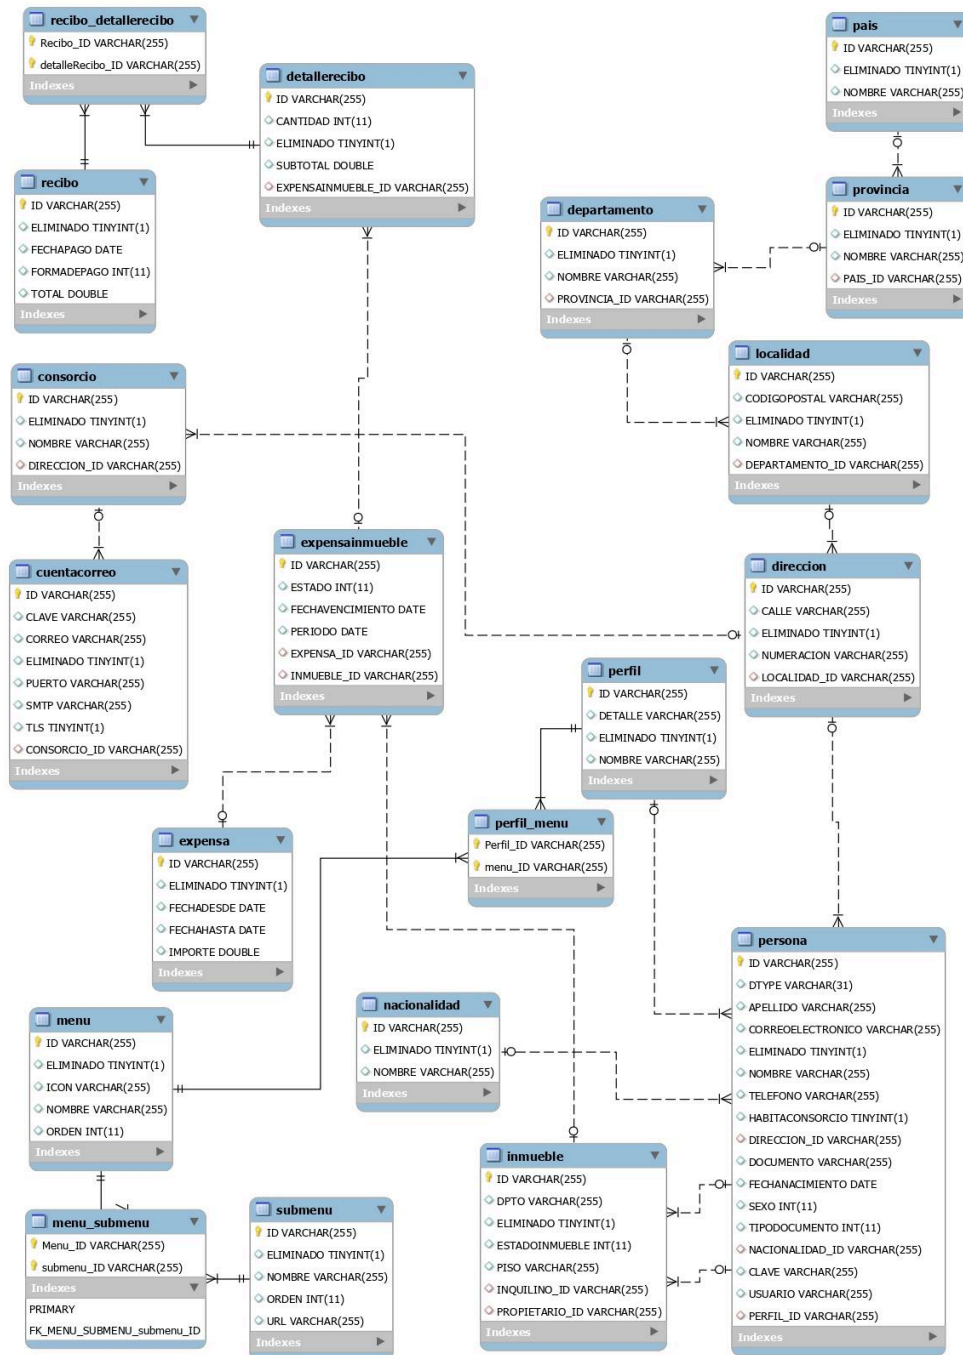 recibo_detallerecibo
Recibo_ID VARCHAR(255)
detalleRecibo_ID VARCHAR(255)
Indexes
detallerecibo
ID VARCHAR(255)
CANTIDAD INT(11)
ELIMINADO TINYINT(1)
SUBTOTAL DOUBLE
EXPENSAINMUEBLE_ID VARCHAR(255)
Indexes
pais
ID VARCHAR(255)
ELIMINADO TINYINT(1)
NOMBRE VARCHAR(255)
Indexes
recibo
ID VARCHAR(255)
ELIMINADO TINYINT(1)
FECHAPAGO DATE
FORMADEPAGO INT(11)
TOTAL DOUBLE
Indexes
departamento
ID VARCHAR(255)
ELIMINADO TINYINT(1)
NOMBRE VARCHAR(255)
PROVINCIA_ID VARCHAR(255)
Indexes
provincia
ID VARCHAR(255)
ELIMINADO TINYINT(1)
NOMBRE VARCHAR(255)
PAIS_ID VARCHAR(255)
Indexes
consorcio
ID VARCHAR(255)
ELIMINADO TINYINT(1)
NOMBRE VARCHAR(255)
DIRECCION_ID VARCHAR(255)
Indexes
localidad
ID VARCHAR(255)
CODIGOPOSTAL VARCHAR(255)
ELIMINADO TINYINT(1)
NOMBRE VARCHAR(255)
DEPARTAMENTO_ID VARCHAR(255)
Indexes
cuentacorreo
ID VARCHAR(255)
CLAVE VARCHAR(255)
CORREO VARCHAR(255)
ELIMINADO TINYINT(1)
PUERTO VARCHAR(255)
SMTP VARCHAR(255)
TLS TINYINT(1)
CONSORCIO_ID VARCHAR(255)
Indexes
expensainmueble
ID VARCHAR(255)
ESTADO INT(11)
FECHAVENCIMIENTO DATE
PERIODO DATE
EXPENSA_ID VARCHAR(255)
INMUEBLE_ID VARCHAR(255)
Indexes
direccion
ID VARCHAR(255)
CALLE VARCHAR(255)
ELIMINADO TINYINT(1)
NUMERACION VARCHAR(255)
LOCALIDAD_ID VARCHAR(255)
Indexes
perfil
ID VARCHAR(255)
DETALLE VARCHAR(255)
ELIMINADO TINYINT(1)
NOMBRE VARCHAR(255)
Indexes
expensa
ID VARCHAR(255)
ELIMINADO TINYINT(1)
FECHADESDE DATE
FECHAHASTA DATE
IMPORTE DOUBLE
Indexes
perfil_menu
Perfil_ID VARCHAR(255)
menu_ID VARCHAR(255)
Indexes
persona
ID VARCHAR(255)
DTYPE VARCHAR(31)
APELLIDO VARCHAR(255)
CORREOELECTRONICO VARCHAR(255)
ELIMINADO TINYINT(1)
NOMBRE VARCHAR(255)
TELEFONO VARCHAR(255)
HABITACONSORCIO TINYINT(1)
DIRECCION_ID VARCHAR(255)
DOCUMENTO VARCHAR(255)
FECHANACIMIENTO DATE
SEXO INT(11)
TIPODOCUMENTO INT(11)
NACIONALIDAD_ID VARCHAR(255)
CLAVE VARCHAR(255)
USUARIO VARCHAR(255)
PERFIL_ID VARCHAR(255)
Indexes
menu
ID VARCHAR(255)
ELIMINADO TINYINT(1)
ICON VARCHAR(255)
NOMBRE VARCHAR(255)
ORDEN INT(11)
Indexes
nacionalidad
ID VARCHAR(255)
ELIMINADO TINYINT(1)
NOMBRE VARCHAR(255)
Indexes
inmueble
ID VARCHAR(255)
DPTO VARCHAR(255)
ELIMINADO TINYINT(1)
ESTADOINMUEBLE INT(11)
PISO VARCHAR(255)
INQUILINO_ID VARCHAR(255)
PROPIETARIO_ID VARCHAR(255)
Indexes
menu_submenu
Menu_ID VARCHAR(255)
submenu_ID VARCHAR(255)
Indexes
PRIMARY
FK_MENU_SUBMENU_submenu_ID
submenu
ID VARCHAR(255)
ELIMINADO TINYINT(1)
NOMBRE VARCHAR(255)
ORDEN INT(11)
URL VARCHAR(255)
Indexes